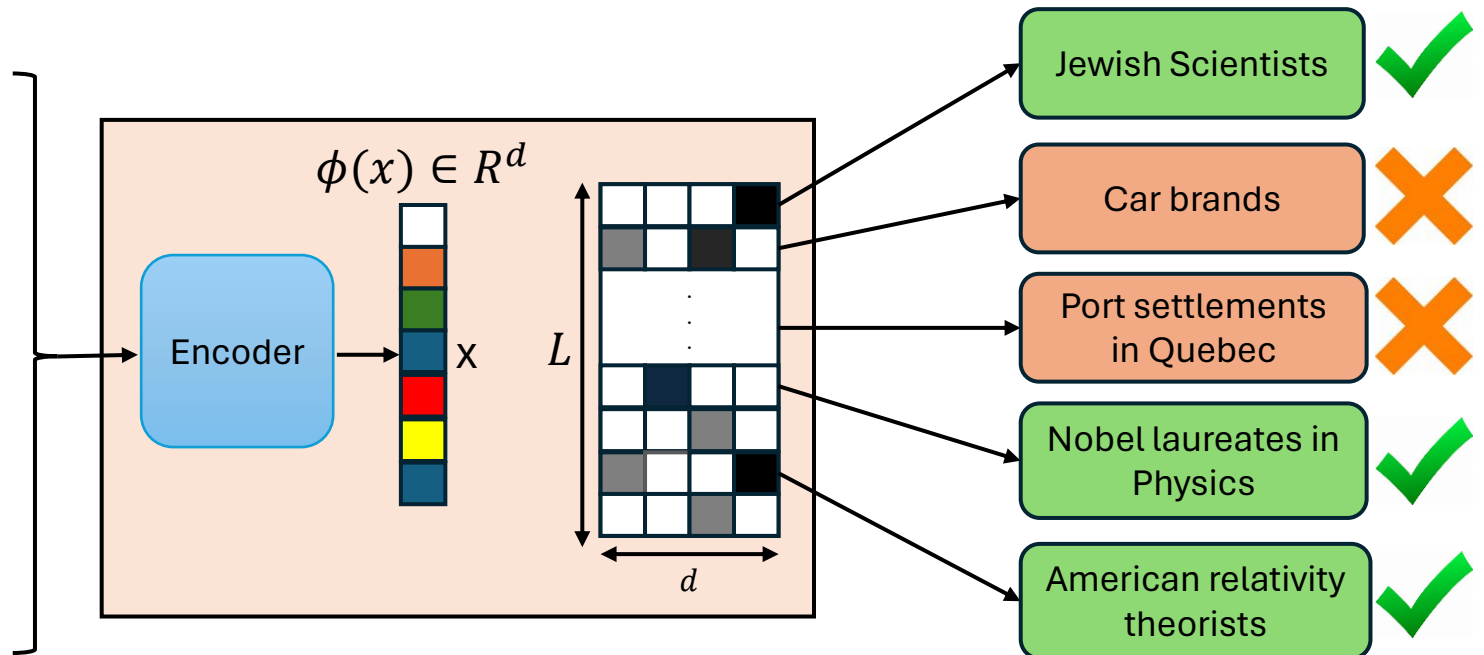 Jewish Scientists
ϕ(x) ∈ R^d
Car brands
Encoder
x
L
.
.
.
Port settlements
in Quebec
Nobel laureates in
Physics
d
American relativity
theorists